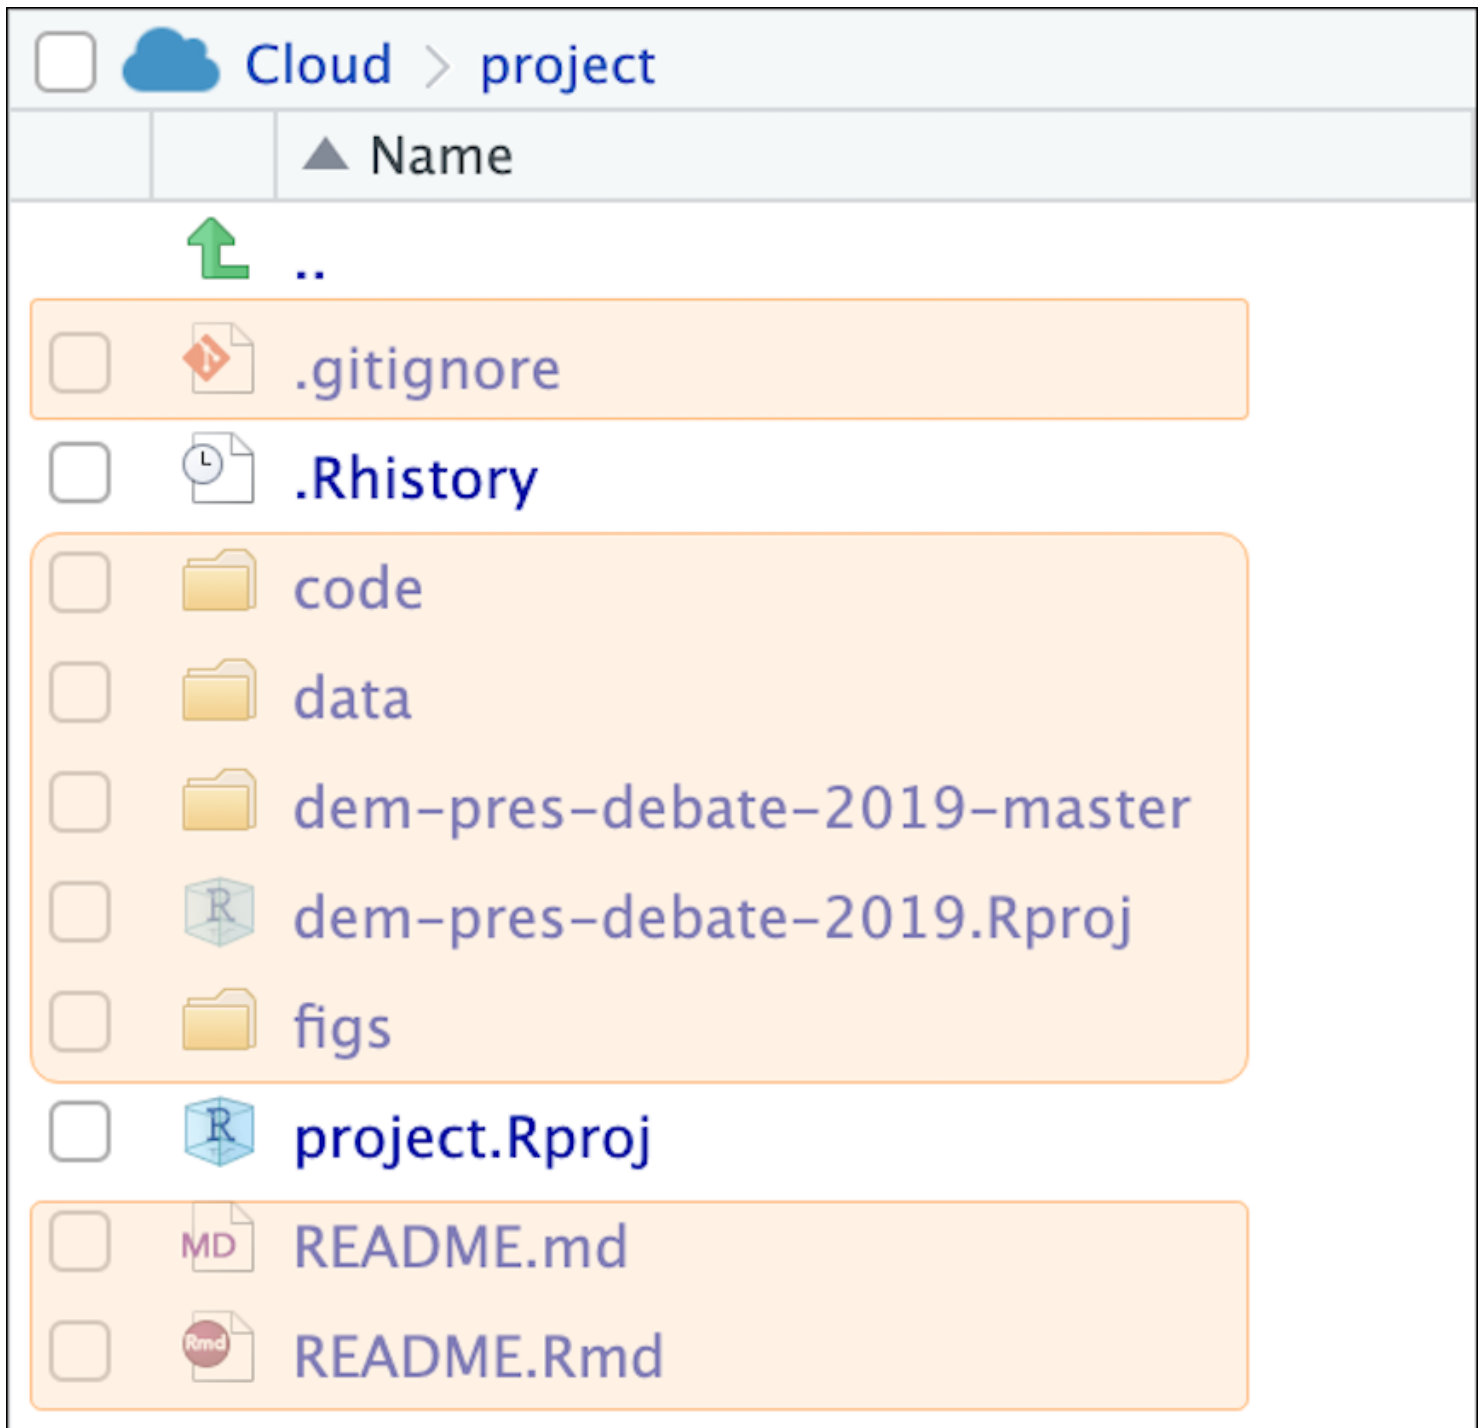 Cloud > project
Name
..
.gitignore
.Rhistory
code
data
dem-pres-debate-2019-master
R dem-pres-debate-2019.Rproj
figs
R project.Rproj
MD README.md
Rmd README.Rmd